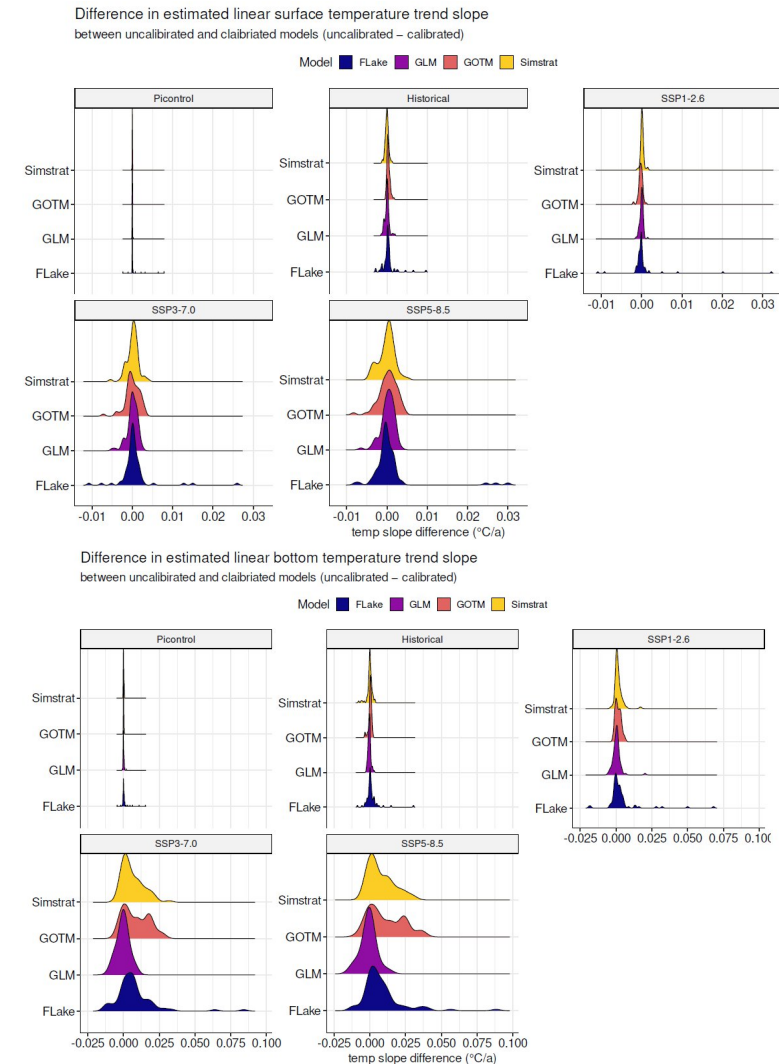 Difference in estimated linear surface temperature trend slope
between uncalibirated and claibriated models (uncalibrated − calibrated)
Model FLake GLM GOTM Simstrat
Picontrol Historical SSP1-2.6
Simstrat Simstrat Simstrat
GOTM GOTM GOTM
GLM GLM GLM
FLake FLake FLake
-0.01 0.00 0.01 0.02 0.03
SSP3-7.0 SSP5-8.5
Simstrat Simstrat
GOTM GOTM
GLM GLM
FLake FLake
-0.01 0.00 0.01 0.02 0.03 -0.01 0.00 0.01 0.02 0.03
temp slope difference (°C/a)
Difference in estimated linear bottom temperature trend slope
between uncalibirated and claibriated models (uncalibrated − calibrated)
Model FLake GLM GOTM Simstrat
Picontrol Historical SSP1-2.6
Simstrat Simstrat Simstrat
GOTM GOTM GOTM
GLM GLM GLM
FLake FLake FLake
-0.025 0.000 0.025 0.050 0.075 0.100
SSP3-7.0 SSP5-8.5
Simstrat Simstrat
GOTM GOTM
GLM GLM
FLake FLake
-0.025 0.000 0.025 0.050 0.075 0.100 -0.025 0.000 0.025 0.050 0.075 0.100
temp slope difference (°C/a)